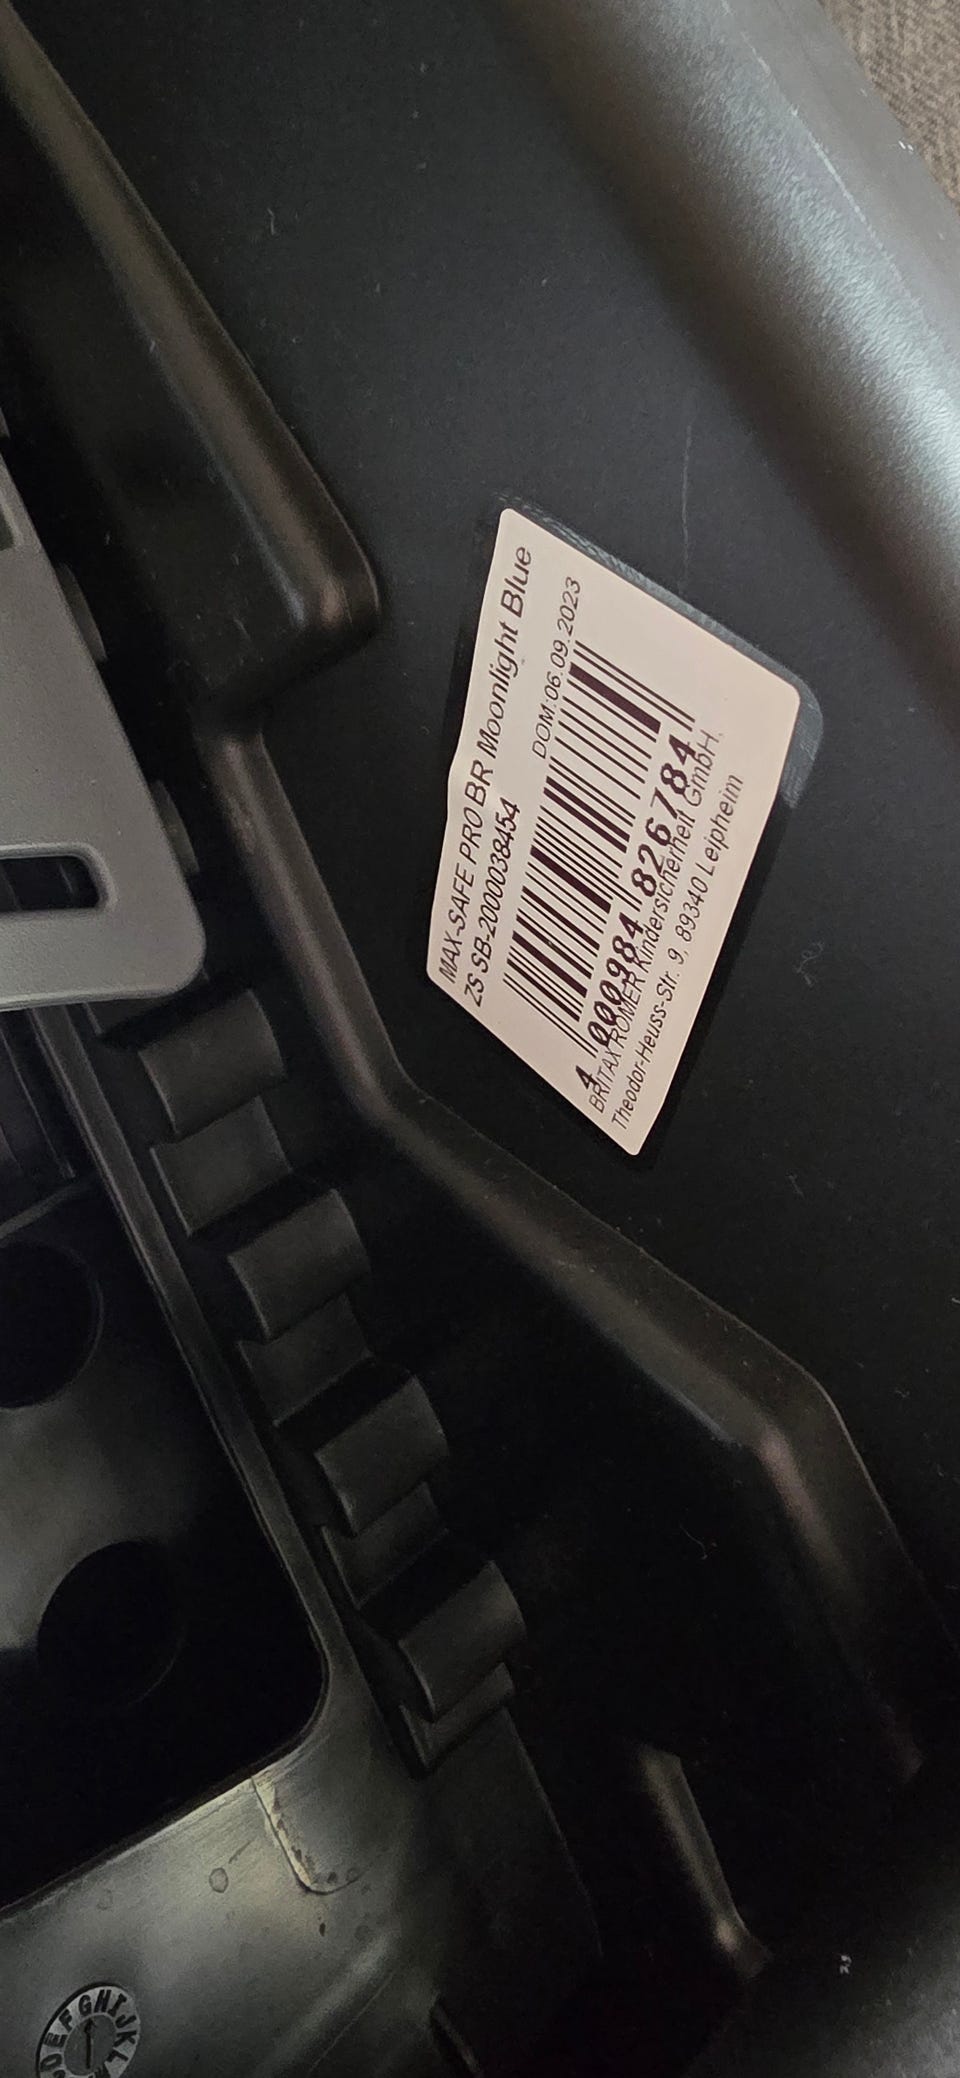 MAX-SAFE PRO BR Moonlight Blue
ZS SB-2000038454
DOM:06.09.2023
4 000984 826784
BRITAX RÖMER Kindersicherheit GmbH,
Theodor-Heuss-Str. 9, 89340 Leipheim
D E F G H I J K L